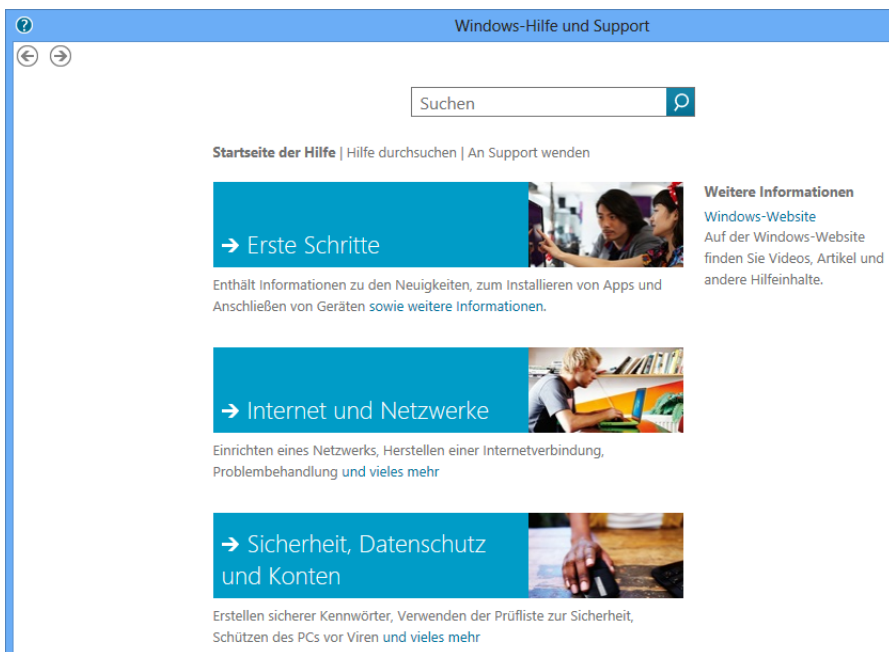 Windows-Hilfe und Support
Suchen
Startseite der Hilfe | Hilfe durchsuchen | An Support wenden
→ Erste Schritte
Enthält Informationen zu den Neuigkeiten, zum Installieren von Apps und
Anschließen von Geräten sowie weitere Informationen.
Weitere Informationen
Windows-Website
Auf der Windows-Website
finden Sie Videos, Artikel und
andere Hilfeinhalte.
→ Internet und Netzwerke
Einrichten eines Netzwerks, Herstellen einer Internetverbindung,
Problembehandlung und vieles mehr
→ Sicherheit, Datenschutz
und Konten
Erstellen sicherer Kennwörter, Verwenden der Prüfliste zur Sicherheit,
Schützen des PCs vor Viren und vieles mehr